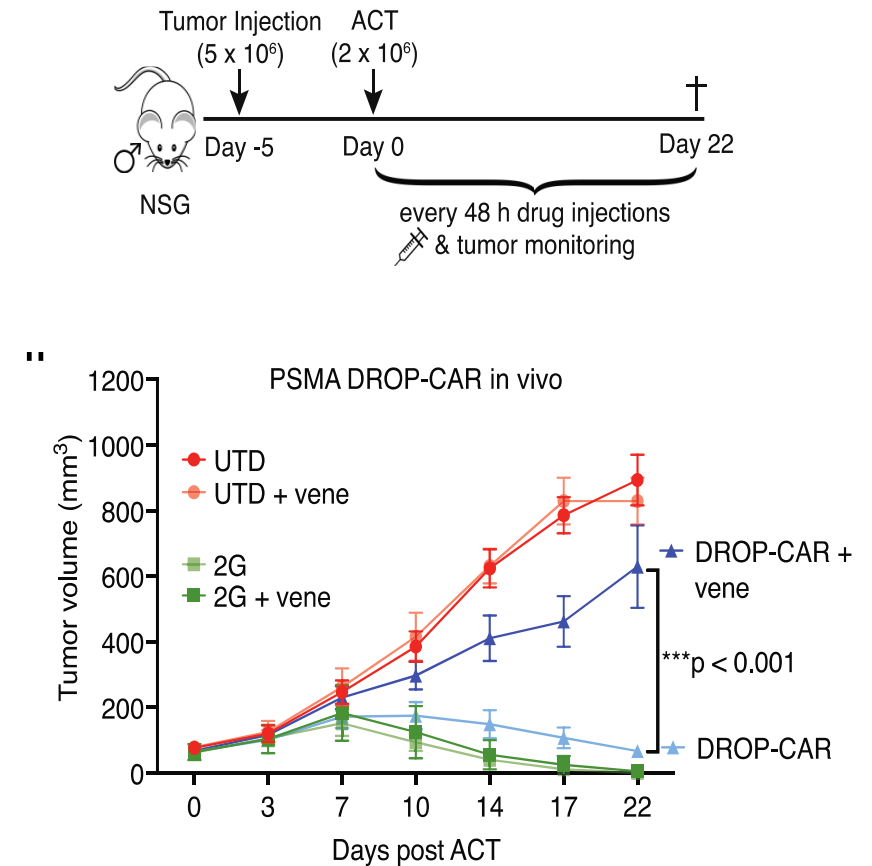 Tumor Injection
(5 x 10⁶)
ACT
(2 x 10⁶)
Day -5
Day 0
Day 22
NSG
every 48 h drug injections
& tumor monitoring
PSMA DROP-CAR in vivo
Tumor volume (mm³)
1200
1000
800
600
400
200
0
UTD
UTD + vene
2G
2G + vene
DROP-CAR +
vene
***p < 0.001
DROP-CAR
0 3 7 10 14 17 22
Days post ACT